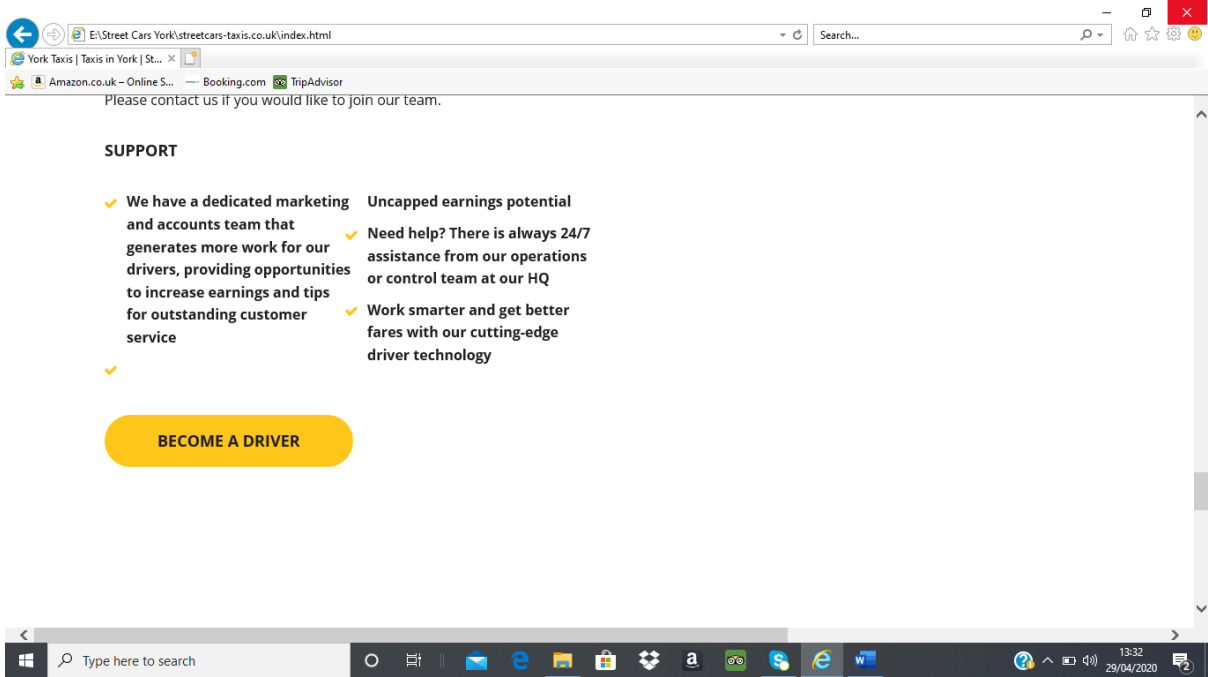 E:\Street Cars York\streetcars-taxis.co.uk\index.html
Search...
York Taxis | Taxis in York | St...
Amazon.co.uk – Online S...
Booking.com
TripAdvisor
Please contact us if you would like to join our team.
SUPPORT
We have a dedicated marketing
and accounts team that
generates more work for our
drivers, providing opportunities
to increase earnings and tips
for outstanding customer
service
Uncapped earnings potential
Need help? There is always 24/7
assistance from our operations
or control team at our HQ
Work smarter and get better
fares with our cutting-edge
driver technology
BECOME A DRIVER
Type here to search
13:32
29/04/2020
2